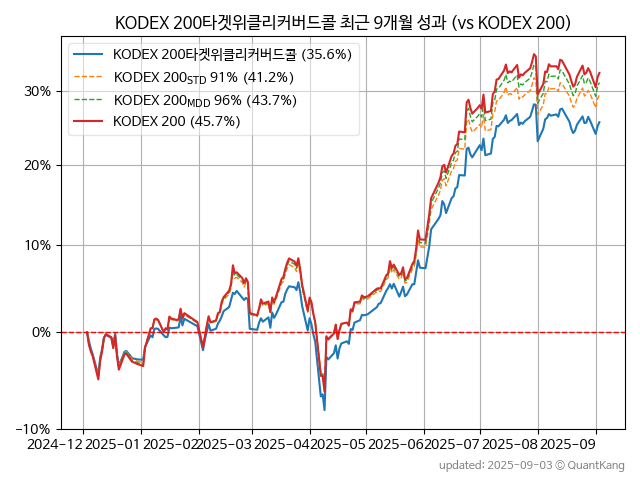 KODEX 200타겟위클리커버드콜 최근 9개월 성과 (vs KODEX 200)
KODEX 200타겟위클리커버드콜 (35.6%)
KODEX 200STD 91% (41.2%)
KODEX 200MDD 96% (43.7%)
KODEX 200 (45.7%)
30%
20%
10%
0%
−10%
2024-12 2025-01 2025-02 2025-03 2025-04 2025-05 2025-06 2025-07 2025-08 2025-09
updated: 2025-09-03 © QuantKang